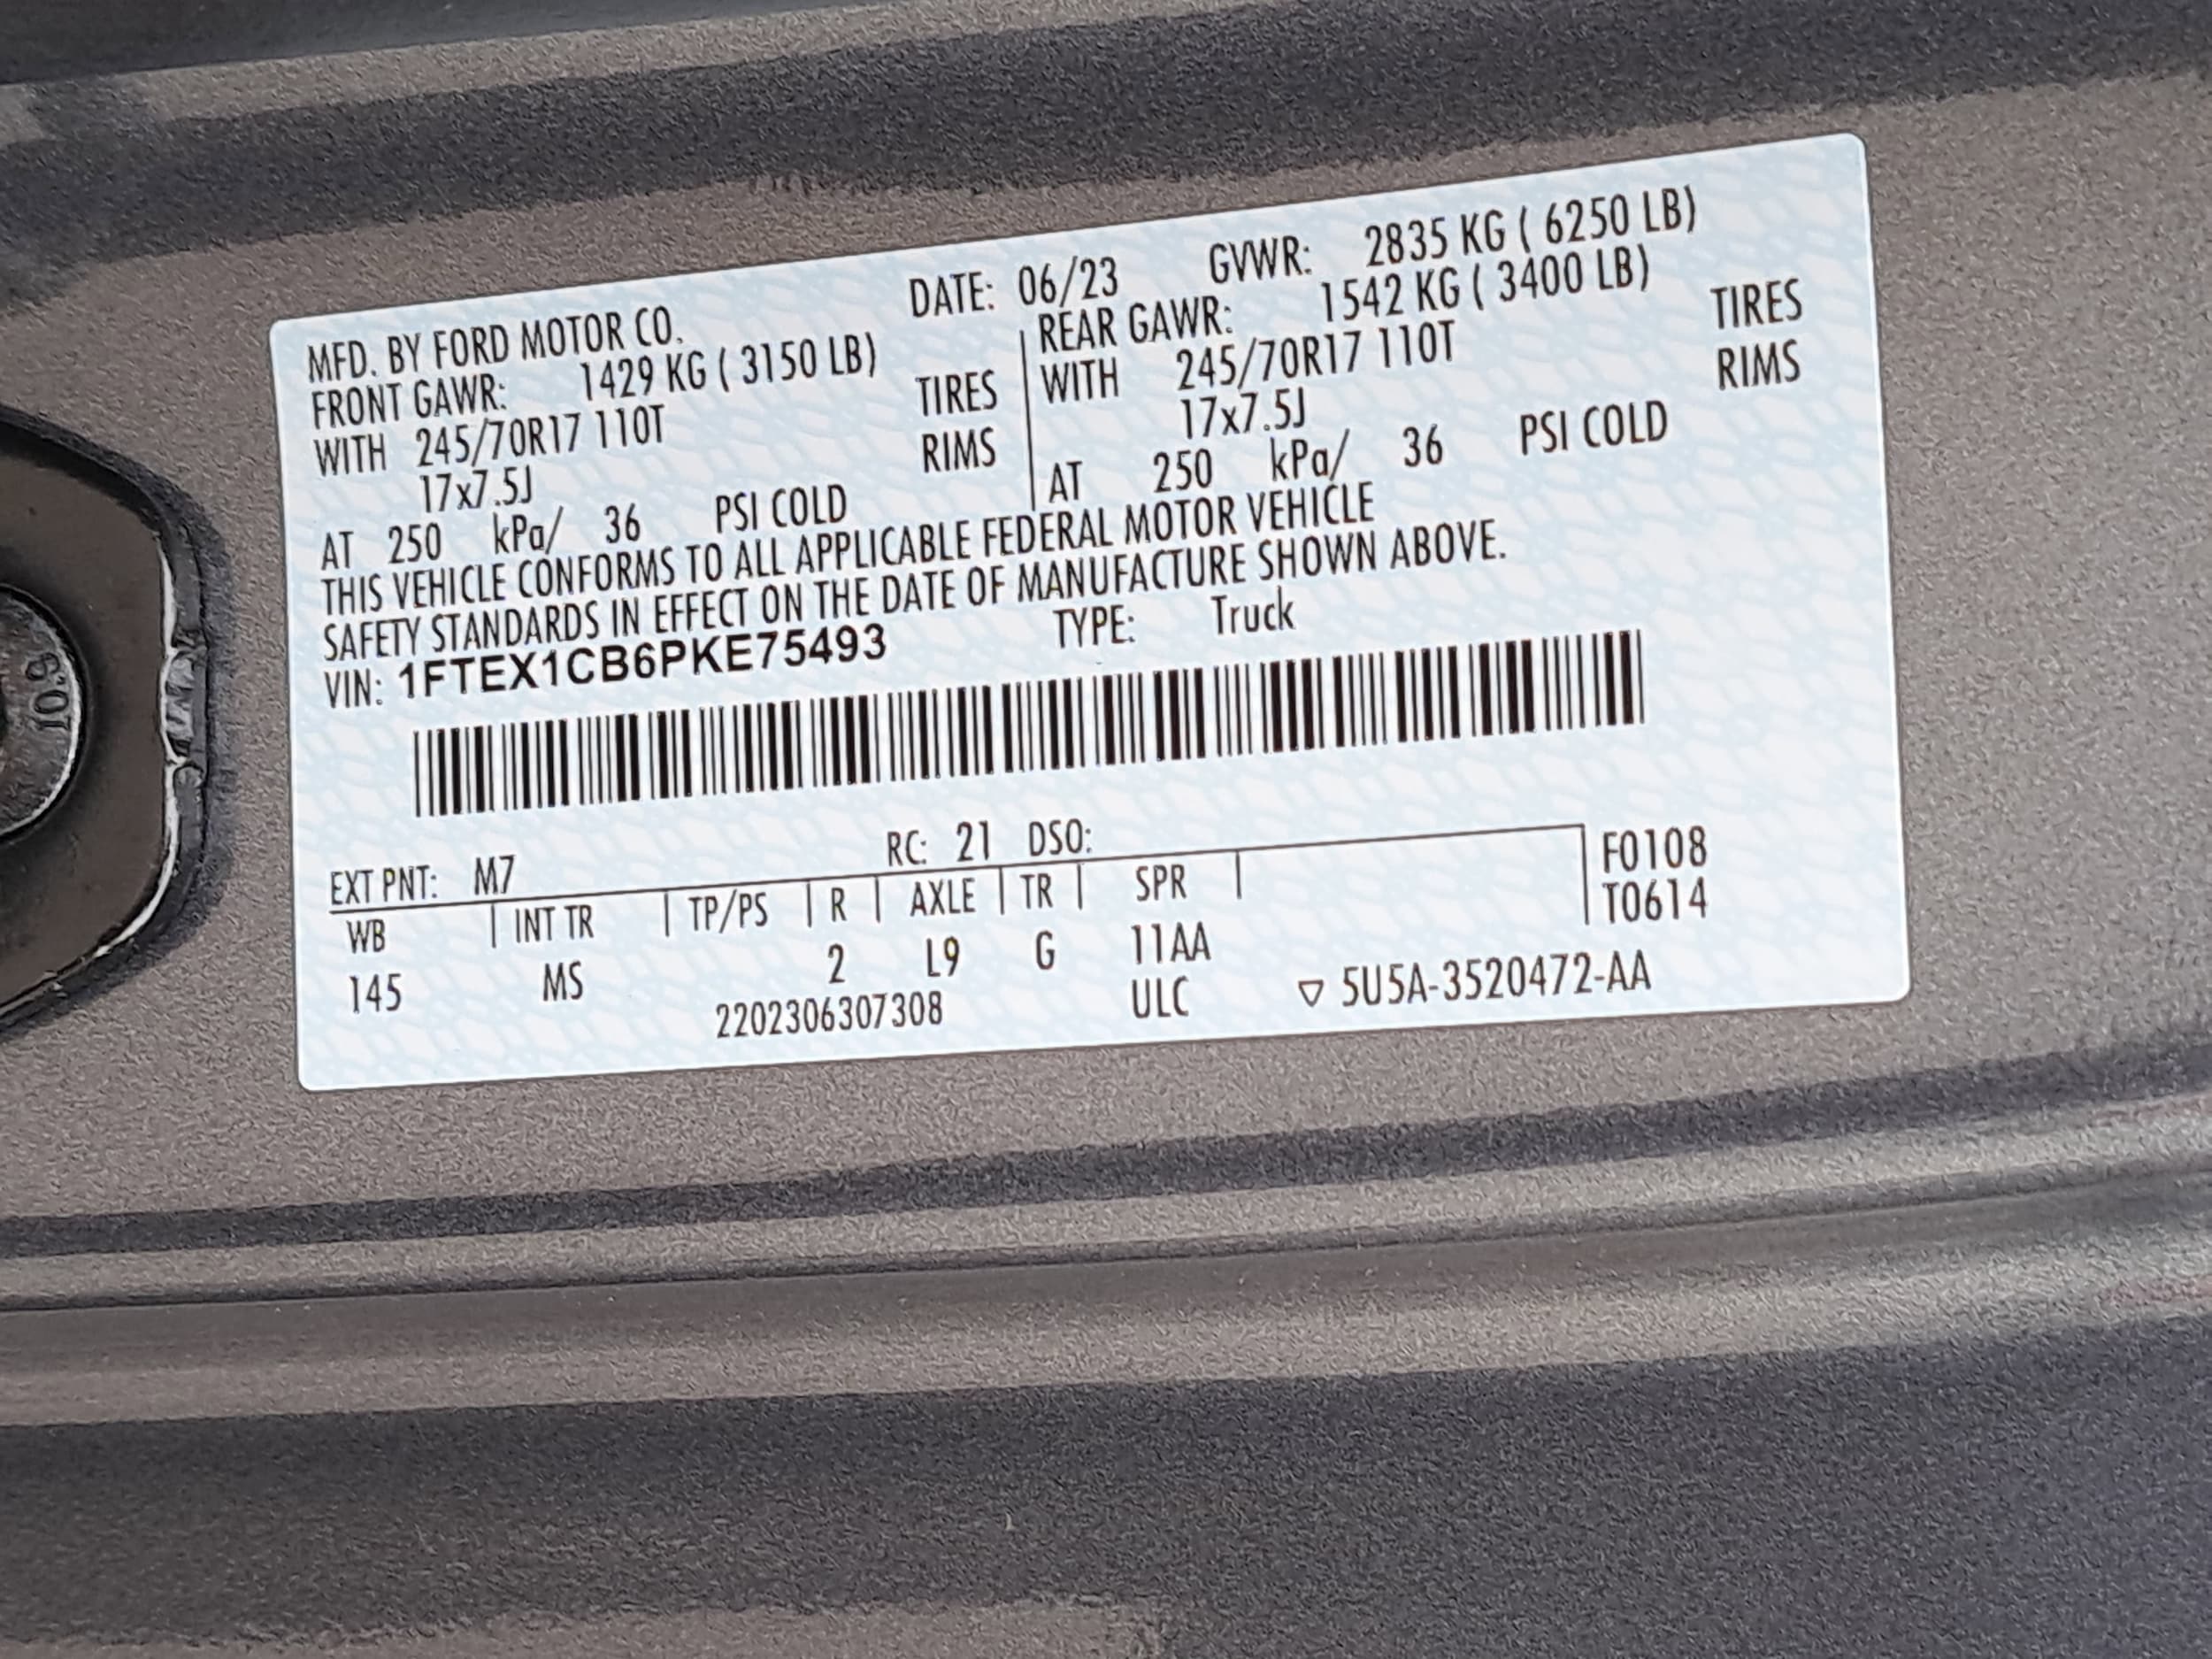 MFD. BY FORD MOTOR CO. DATE: 06/23 GVWR: 2835 KG ( 6250 LB)
FRONT GAWR: 1429 KG ( 3150 LB)
WITH 245/70R17 110T TIRES
17x7.5J RIMS
AT 250 kPa/ 36 PSI COLD
REAR GAWR: 1542 KG ( 3400 LB)
WITH 245/70R17 110T TIRES
17x7.5J RIMS
AT 250 kPa/ 36 PSI COLD
THIS VEHICLE CONFORMS TO ALL APPLICABLE FEDERAL MOTOR VEHICLE
SAFETY STANDARDS IN EFFECT ON THE DATE OF MANUFACTURE SHOWN ABOVE.
VIN: 1FTEX1CB6PKE75493 TYPE: Truck
EXT PNT: M7 RC: 21 DSO:
WB INT TR TP/PS R AXLE TR SPR
145 MS 2 L9 G 11AA
F0108
T0614
2202306307308 ULC ▽ 5U5A-3520472-AA
10.9